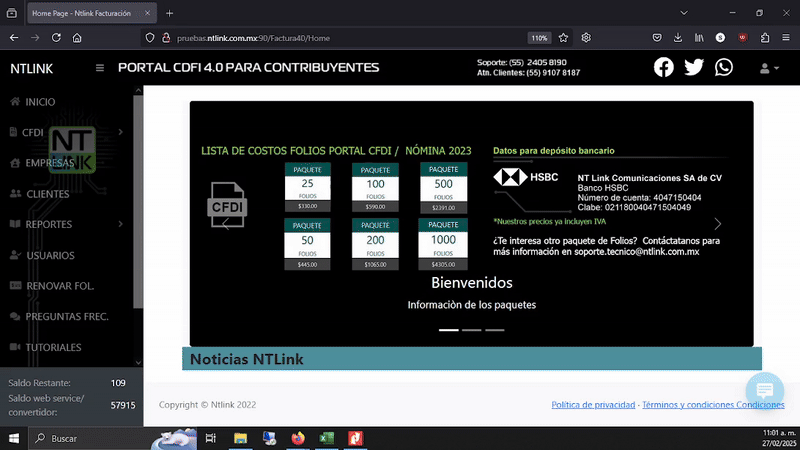 Home Page - Ntlink Facturación
pruebas.ntlink.com.mx:90/Factura40/Home
110%
NTLINK
PORTAL CDFI 4.0 PARA CONTRIBUYENTES
Soporte: (55) 2405 8190
Atn. Clientes: (55) 9107 8187
INICIO
CFDI
EMPRESAS
CLIENTES
REPORTES
USUARIOS
RENOVAR FOL.
PREGUNTAS FREC.
TUTORIALES
NT
LINK
Saldo Restante: 109
Saldo web service/
convertidor: 57915
LISTA DE COSTOS FOLIOS PORTAL CFDI / NÓMINA 2023
CFDI
PAQUETE
25
FOLIOS
$330.00
PAQUETE
100
FOLIOS
$590.00
PAQUETE
500
FOLIOS
$2391.00
PAQUETE
50
FOLIOS
$445.00
PAQUETE
200
FOLIOS
$1065.00
PAQUETE
1000
FOLIOS
$4305.00
Datos para depósito bancario
HSBC
NT Link Comunicaciones SA de CV
Banco HSBC
Número de cuenta: 4047150404
Clabe: 021180040471504049
*Nuestros precios ya incluyen IVA
¿Te interesa otro paquete de Folios? Contáctatanos para
más información en soporte.tecnico@ntlink.com.mx
Bienvenidos
Informaciòn de los paquetes
Noticias NTLink
Copyright © Ntlink 2022
Política de privacidad - Términos y condiciones Condiciones
Buscar
11:01 a. m.
27/02/2025